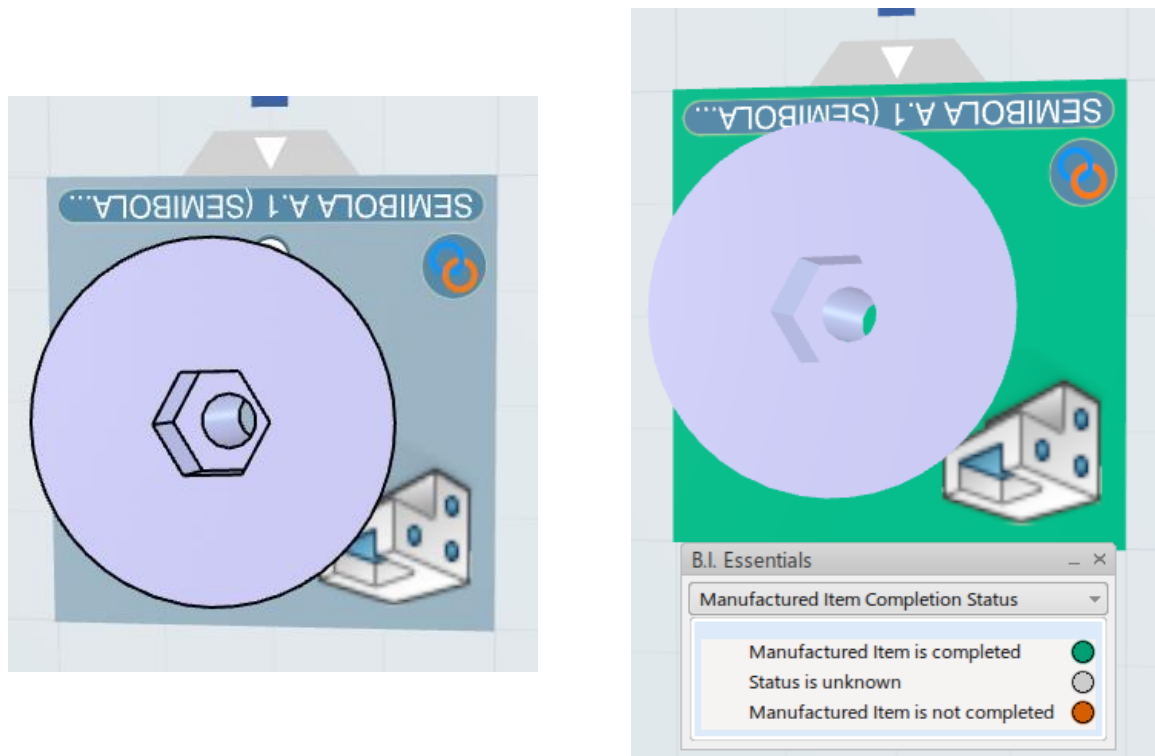 SEMIBOLA A.1 (SEMIBOLA...
SEMIBOLA A.1 (SEMIBOLA...
B.I. Essentials
Manufactured Item Completion Status
Manufactured Item is completed
Status is unknown
Manufactured Item is not completed